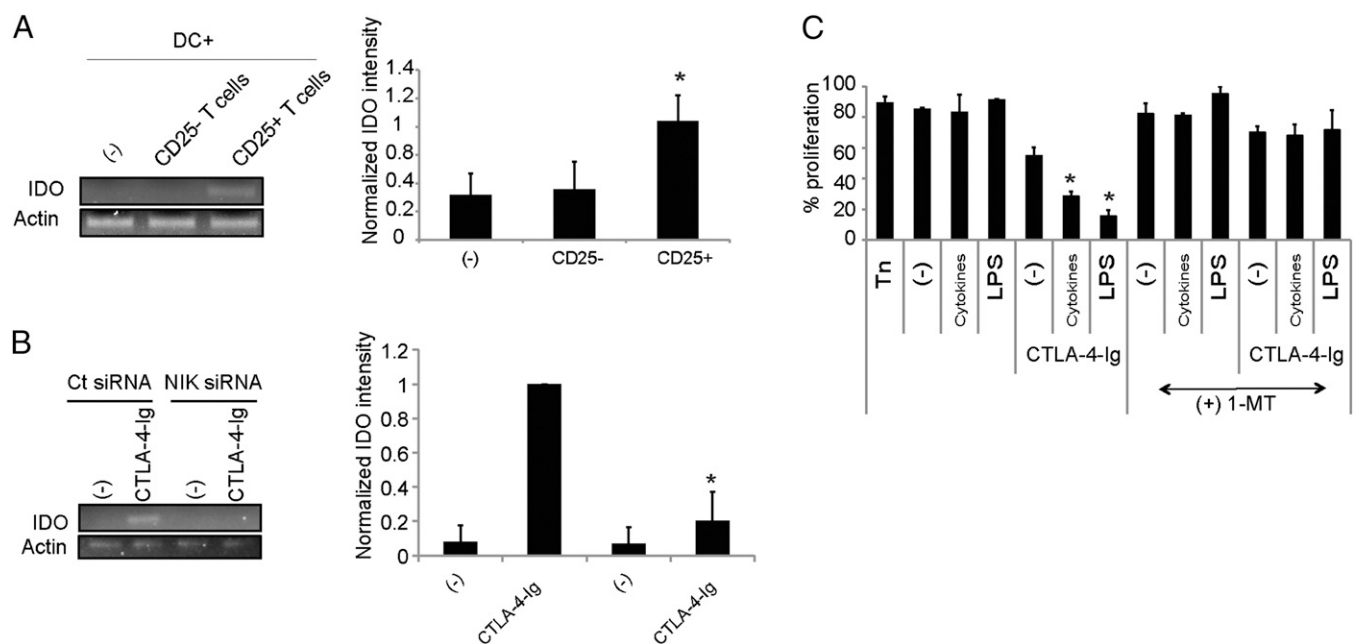 A
DC+
(-)
CD25- T cells
CD25+ T cells
IDO
Actin
Normalized IDO intensity
1.4
1.2
1
0.4
0.2
0
*
(-)
CD25-
CD25+
B
Ct siRNA NIK siRNA
(-)
CTLA-4-Ig
(-)
CTLA-4-Ig
IDO
Actin
Normalized IDO intensity
1.2
1
0.8
0.6
0.4
0.2
0
*
(-)
CTLA-4-Ig
(-)
CTLA-4-Ig
C
% proliferation
100
80
60
40
20
0
* *
Tn (-) Cytokines LPS (-) Cytokines LPS (-) Cytokines LPS (-) Cytokines LPS
CTLA-4-Ig CTLA-4-Ig
(+) 1-MT